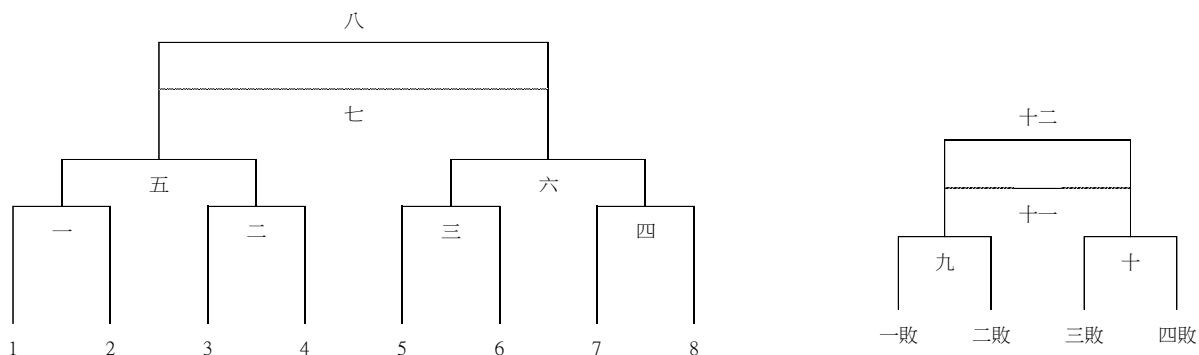 八
七
十二
五 六
十一
一 二 三 四
九 十
一敗 二敗 三敗 四敗
1 2 3 4 5 6 7 8